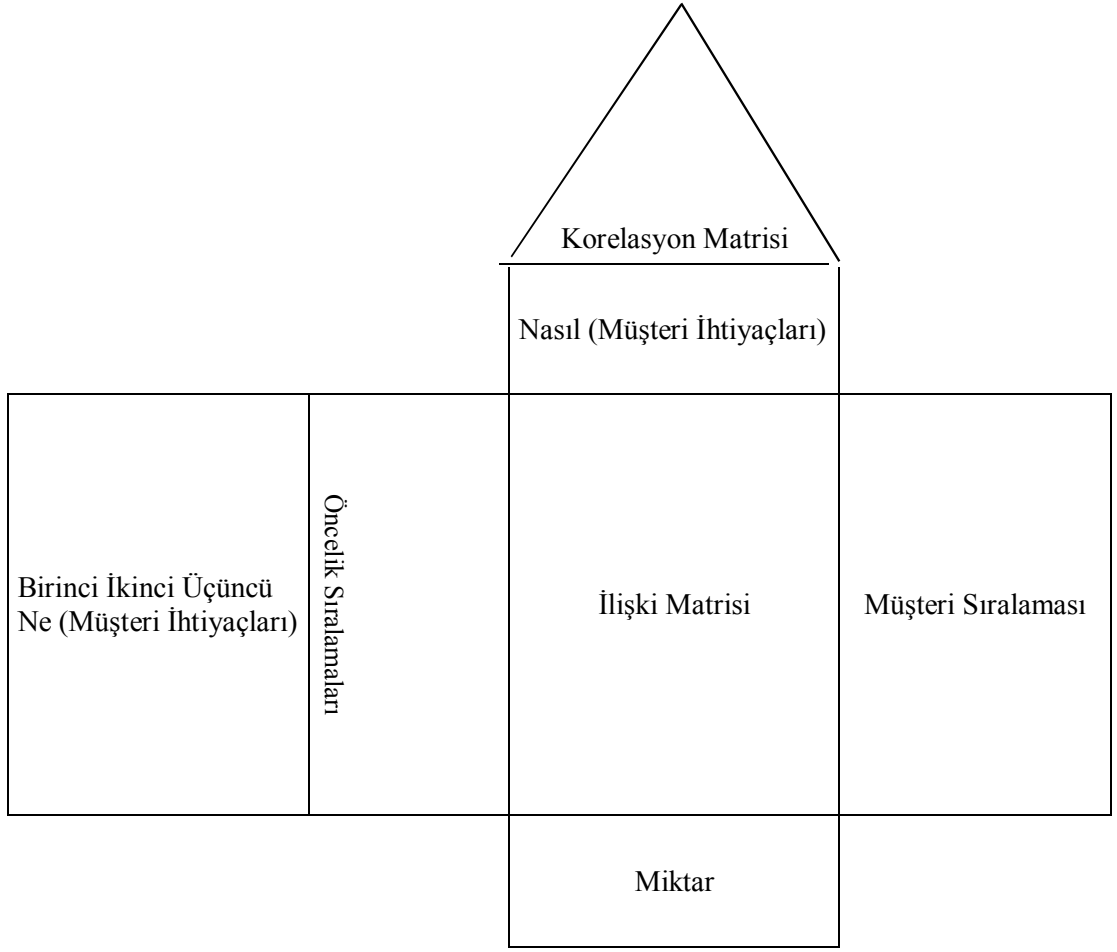 Korelasyon Matrisi
Nasıl (Müşteri İhtiyaçları)
Birinci İkinci Üçüncü
Ne (Müşteri İhtiyaçları)
Öncelik Sıralamaları
İlişki Matrisi
Müşteri Sıralaması
Miktar